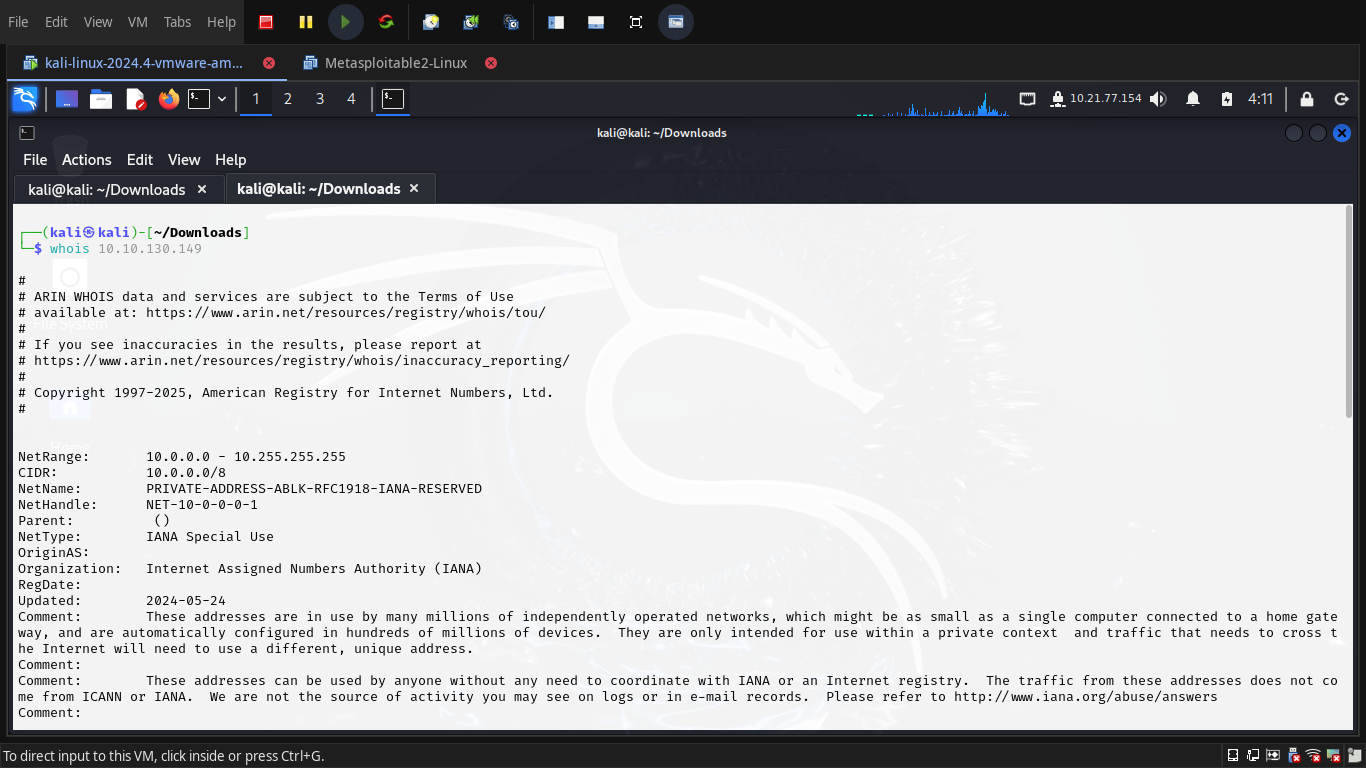 File Edit View VM Tabs Help
kali-linux-2024.4-vmware-am... Metasploitable2-Linux
1 2 3 4 10.21.77.154 4:11
kali@kali: ~/Downloads
File Actions Edit View Help
kali@kali: ~/Downloads kali@kali: ~/Downloads
┌──(kali㉿kali)-[~/Downloads]
└─$ whois 10.10.130.149
#
# ARIN WHOIS data and services are subject to the Terms of Use
# available at: https://www.arin.net/resources/registry/whois/tou/
#
# If you see inaccuracies in the results, please report at
# https://www.arin.net/resources/registry/whois/inaccuracy_reporting/
#
# Copyright 1997-2025, American Registry for Internet Numbers, Ltd.
#
NetRange: 10.0.0.0 - 10.255.255.255
CIDR: 10.0.0.0/8
NetName: PRIVATE-ADDRESS-ABLK-RFC1918-IANA-RESERVED
NetHandle: NET-10-0-0-0-1
Parent: ()
NetType: IANA Special Use
OriginAS:
Organization: Internet Assigned Numbers Authority (IANA)
RegDate:
Updated: 2024-05-24
Comment: These addresses are in use by many millions of independently operated networks, which might be as small as a single computer connected to a home gate
way, and are automatically configured in hundreds of millions of devices.  They are only intended for use within a private context  and traffic that needs to cross t
he Internet will need to use a different, unique address.
Comment:
Comment: These addresses can be used by anyone without any need to coordinate with IANA or an Internet registry.  The traffic from these addresses does not co
me from ICANN or IANA.  We are not the source of activity you may see on logs or in e-mail records.  Please refer to http://www.iana.org/abuse/answers
Comment:
File System
Home
To direct input to this VM, click inside or press Ctrl+G.